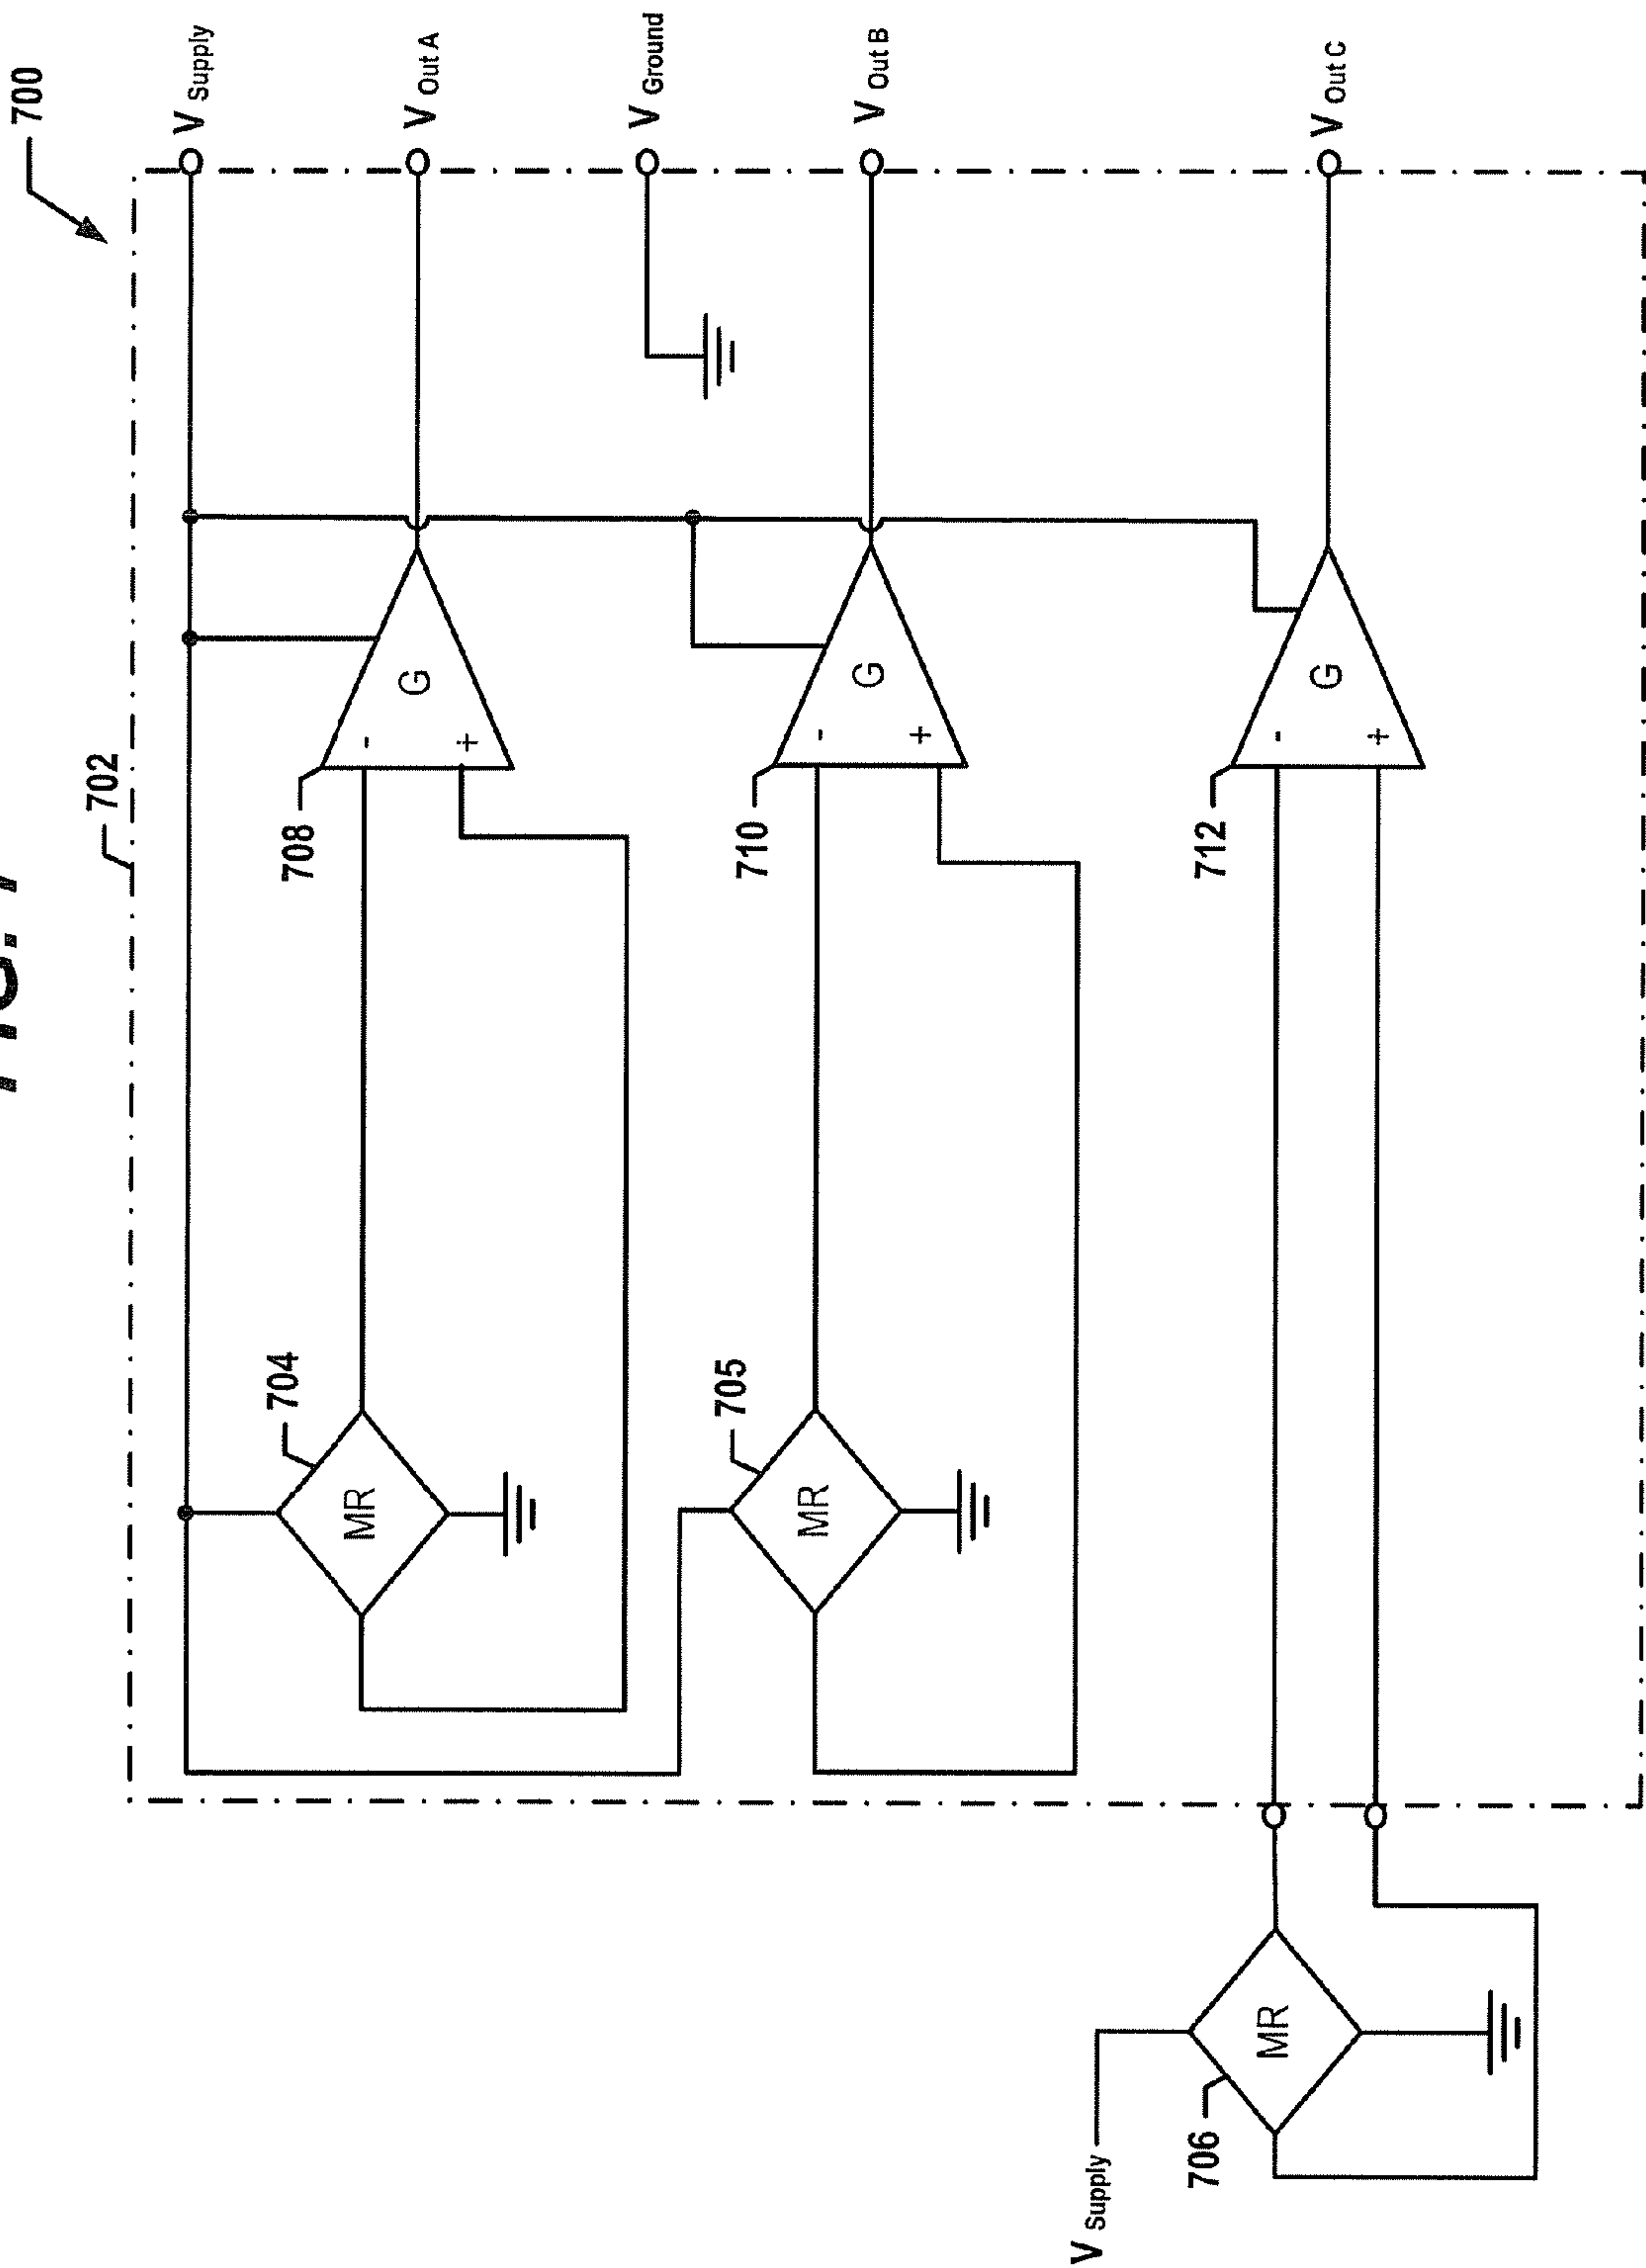 700
702
V Supply
704
708
MR
-
G
V Out A
+
V Ground
705
710
MR
-
G
V Out B
+
V Supply
706
712
MR
-
G
V Out C
+